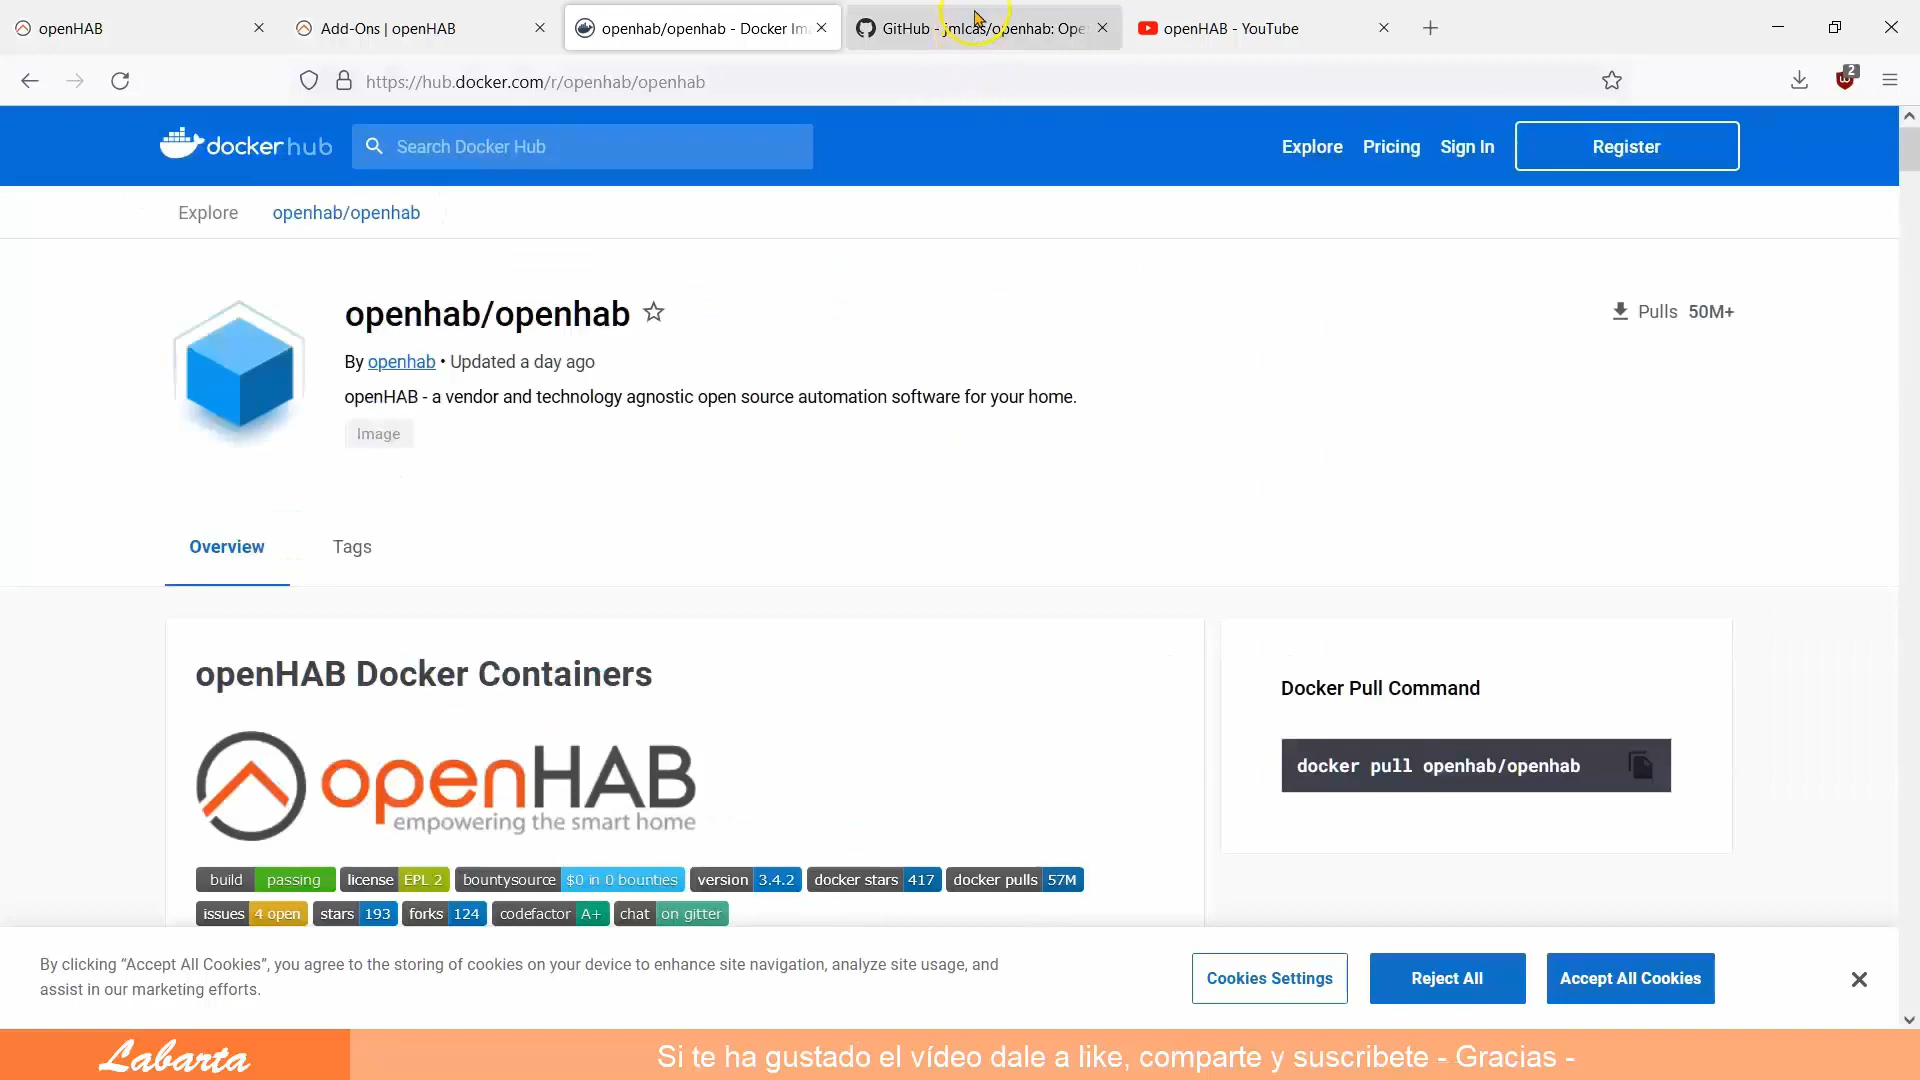 openHAB
Add-Ons | openHAB
openhab/openhab - Docker Im
GitHub - jmlcas/openhab: Ope
openHAB - YouTube
https://hub.docker.com/r/openhab/openhab
2
dockerhub
Search Docker Hub
Explore
Pricing
Sign In
Register
Explore
openhab/openhab
openhab/openhab
Pulls 50M+
By openhab • Updated a day ago
openHAB - a vendor and technology agnostic open source automation software for your home.
Image
Overview
Tags
openHAB Docker Containers
Docker Pull Command
openHAB
empowering the smart home
docker pull openhab/openhab
build passing license EPL 2 bountysource $0 in 0 bounties version 3.4.2 docker stars 417 docker pulls 57M
issues 4 open stars 193 forks 124 codefactor A+ chat on gitter
By clicking “Accept All Cookies”, you agree to the storing of cookies on your device to enhance site navigation, analyze site usage, and
assist in our marketing efforts.
Cookies Settings
Reject All
Accept All Cookies
Labarta
Si te ha gustado el vídeo dale a like, comparte y suscribete - Gracias -